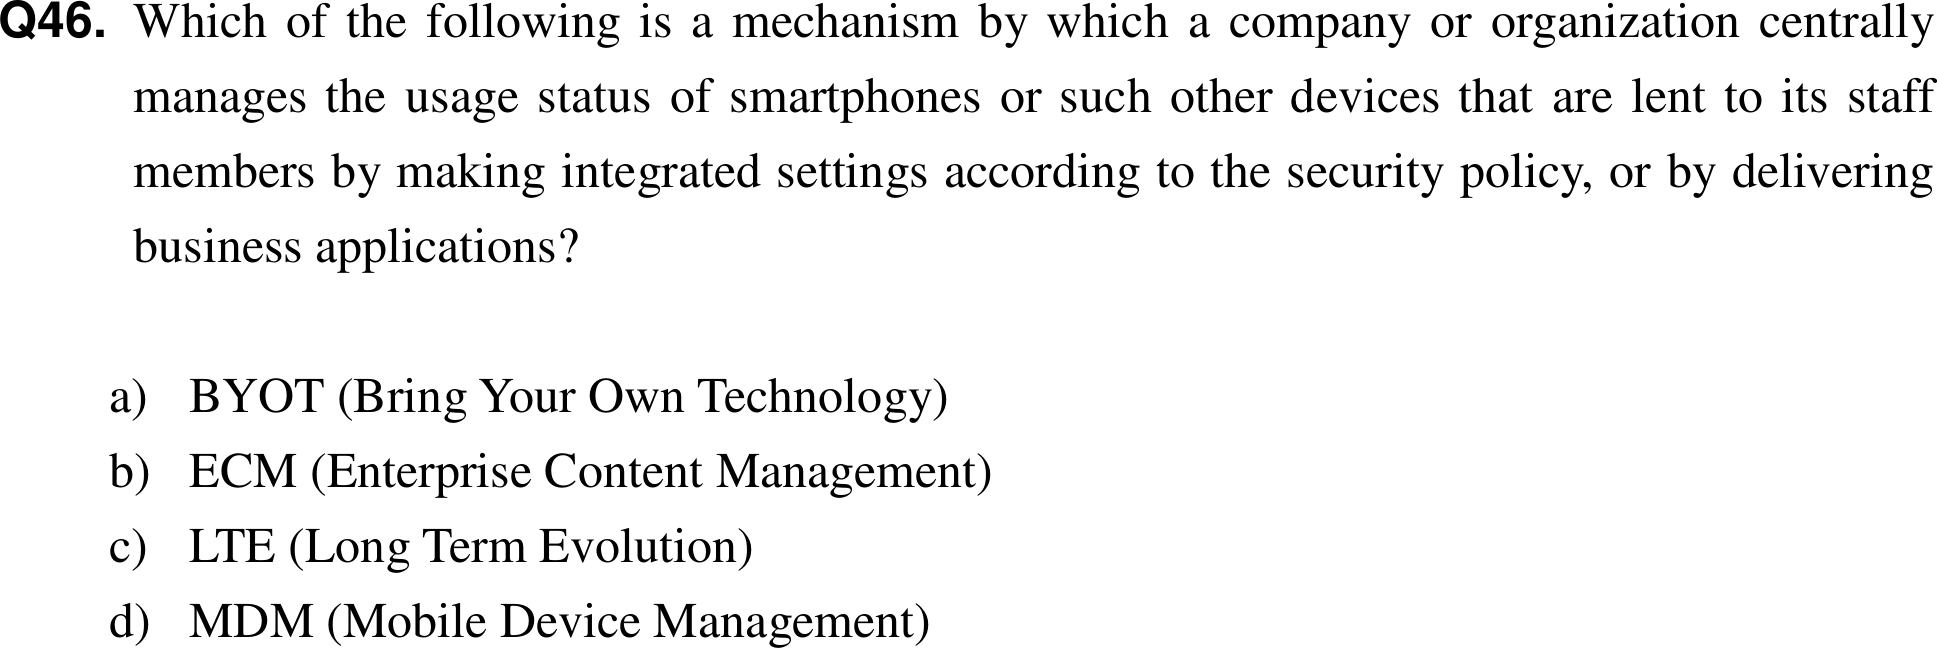 Q46. Which of the following is a mechanism by which a company or organization centrally
manages the usage status of smartphones or such other devices that are lent to its staff
members by making integrated settings according to the security policy, or by delivering
business applications?
a) BYOT (Bring Your Own Technology)
b) ECM (Enterprise Content Management)
c) LTE (Long Term Evolution)
d) MDM (Mobile Device Management)